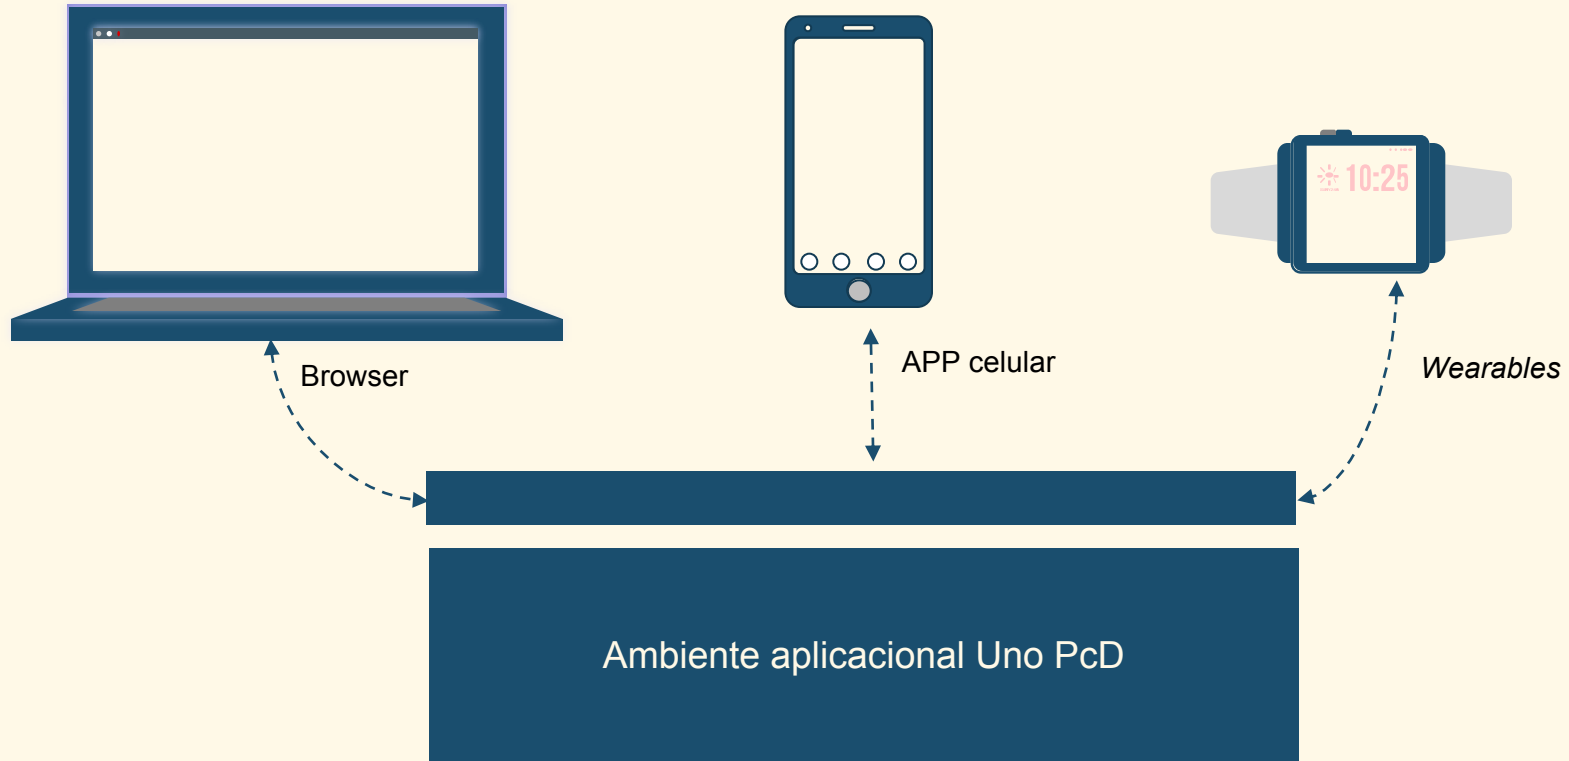 10:25
Browser
APP celular
Wearables
Ambiente aplicacional Uno PcD